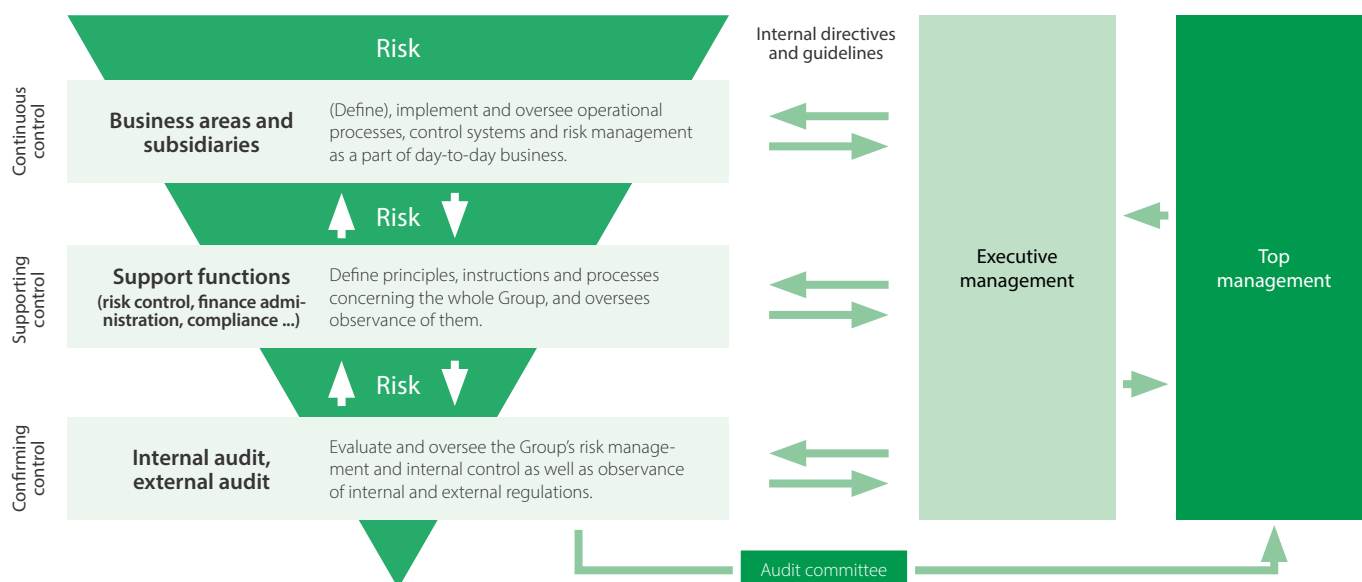 Risk
Internal directives
and guidelines
Continuous
control
Business areas and
subsidiaries
(Define), implement and oversee operational
processes, control systems and risk management
as a part of day-to-day business.
Risk
Supporting
control
Support functions
(risk control, finance admi-
nistration, compliance ...)
Define principles, instructions and processes
concerning the whole Group, and oversees
observance of them.
Executive
management
Top
management
Risk
Confirming
control
Internal audit,
external audit
Evaluate and oversee the Group's risk manage-
ment and internal control as well as observance
of internal and external regulations.
Audit committee